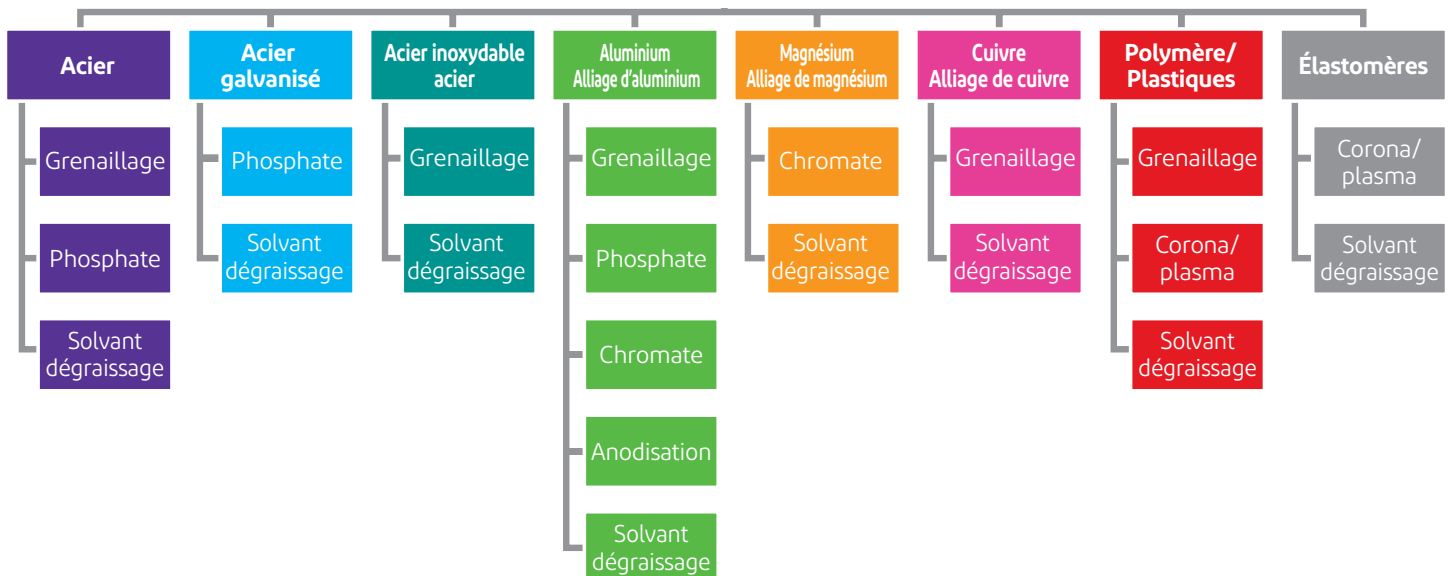 Acier
Grenaillage
Phosphate
Solvant
dégraissage
Acier
galvanisé
Phosphate
Solvant
dégraissage
Acier inoxydable
acier
Grenaillage
Solvant
dégraissage
Aluminium
Alliage d'aluminium
Grenaillage
Phosphate
Chromate
Anodisation
Solvant
dégraissage
Magnésium
Alliage de magnésium
Chromate
Solvant
dégraissage
Cuivre
Alliage de cuivre
Grenaillage
Solvant
dégraissage
Polymère/
Plastiques
Grenaillage
Corona/
plasma
Solvant
dégraissage
Élastomères
Corona/
plasma
Solvant
dégraissage